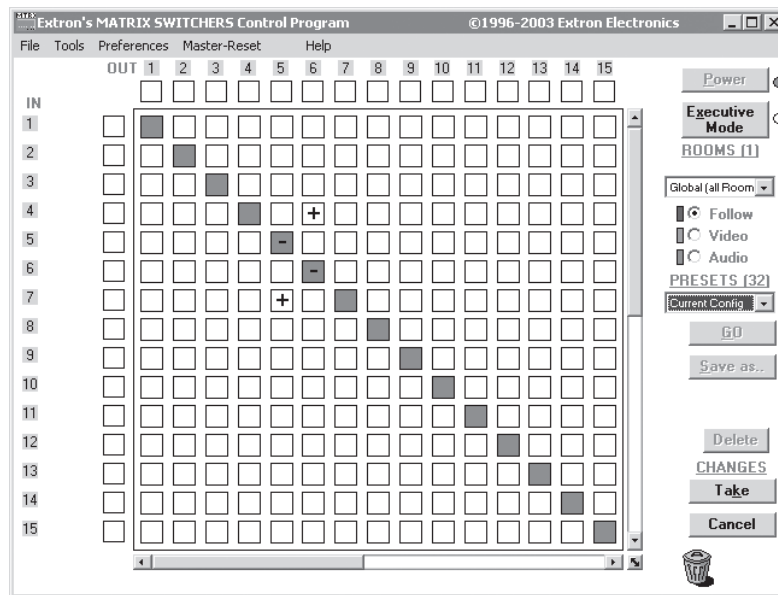 Extron's MATRIX SWITCHERS Control Program ©1996-2003 Extron Electronics
File Tools Preferences Master-Reset Help
OUT 1 2 3 4 5 6 7 8 9 10 11 12 13 14 15
IN
1 1
2
3
4 +
5 -
6 -
7 +
8
9
10
11
12
13
14
15
Power
Executive
Mode
ROOMS (1)
Global (all Room
Follow
Video
Audio
PRESETS (32)
Current Config
GO
Save as..
Delete
CHANGES
Take
Cancel